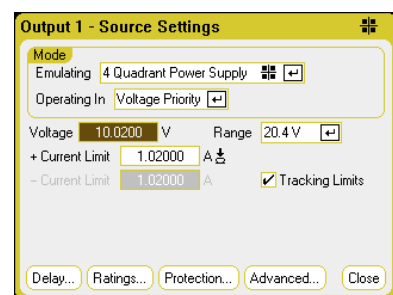 Output 1 - Source Settings
Mode
Emulating 4 Quadrant Power Supply
Operating In Voltage Priority
Voltage 10.0200 V Range 20.4 V
+ Current Limit 1.02000 A
- Current Limit 1.02000 A Tracking Limits
Delay... Ratings... Protection... Advanced... Close